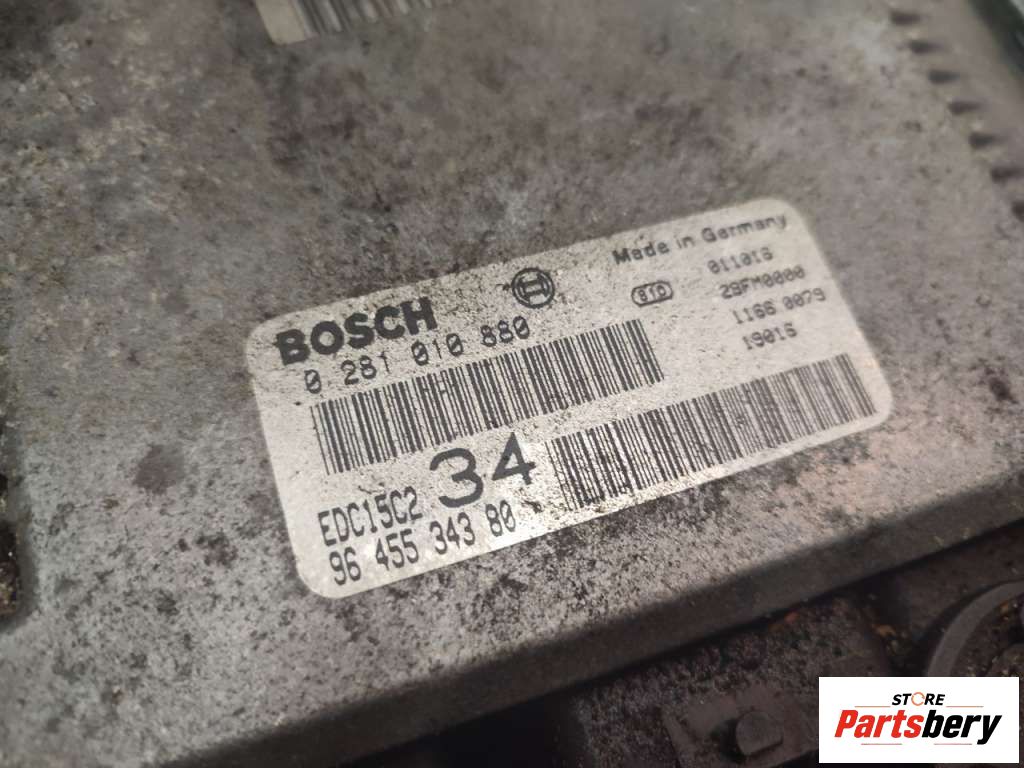 BOSCH
0 281 010 880
Made in Germany
011016
29FM0000
1166 0079
19016
34
EDC15C2
96 455 343 80
STORE
Partsbery